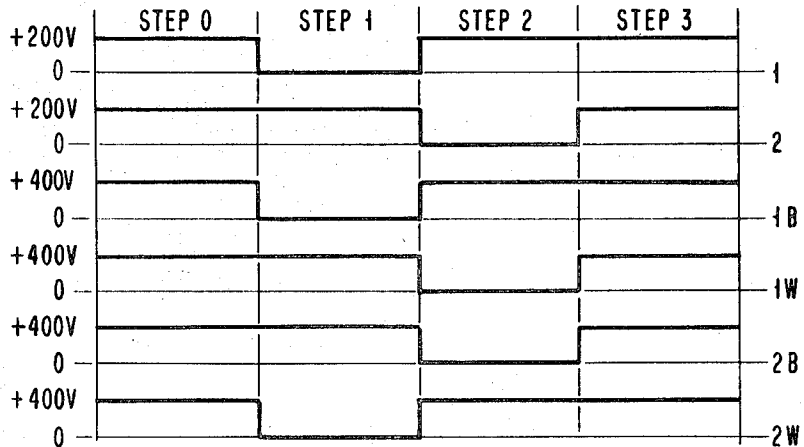 STEP 0 STEP 1 STEP 2 STEP 3
+200V
0 1
+200V
0 2
+400V
0 1B
+400V
0 1W
+400V
0 2B
+400V
0 2W